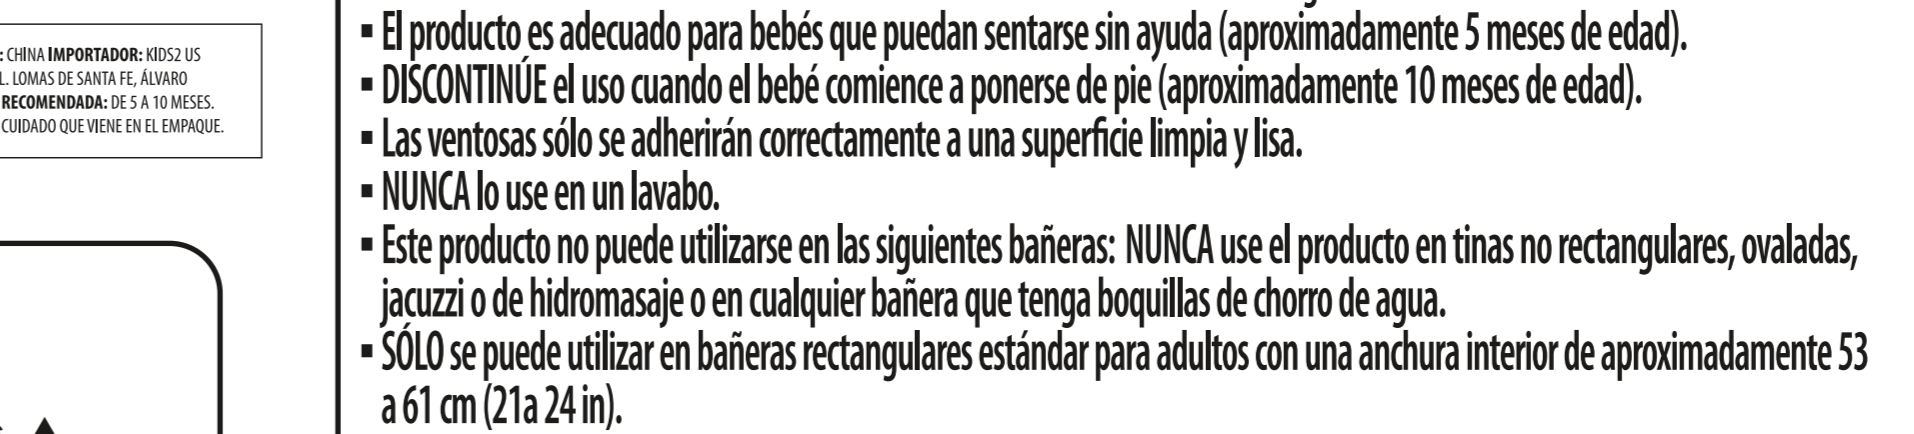 : CHINA IMPORTADOR: KIDS2 US
L. LOMAS DE SANTA FE, ÁLVARO
RECOMENDADA: DE 5 A 10 MESES.
CUIDADO QUE VIENE EN EL EMPAQUE.
▪ El producto es adecuado para bebés que puedan sentarse sin ayuda (aproximadamente 5 meses de edad).
▪ DISCONTINÚE el uso cuando el bebé comience a ponerse de pie (aproximadamente 10 meses de edad).
▪ Las ventosas sólo se adherirán correctamente a una superficie limpia y lisa.
▪ NUNCA lo use en un lavabo.
▪ Este producto no puede utilizarse en las siguientes bañeras: NUNCA use el producto en tinas no rectangulares, ovaladas,
jacuzzi o de hidromasaje o en cualquier bañera que tenga boquillas de chorro de agua.
▪ SÓLO se puede utilizar en bañeras rectangulares estándar para adultos con una anchura interior de aproximadamente 53
a 61 cm (21a 24 in).